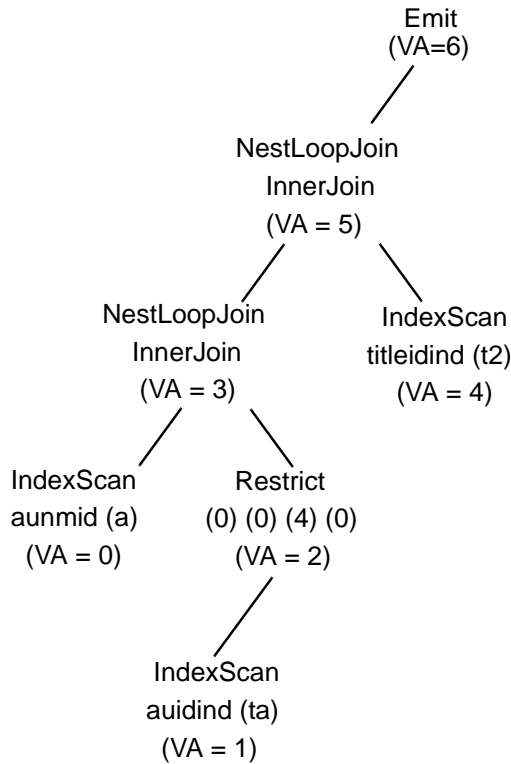 Emit
(VA=6)
NestLoopJoin
InnerJoin
(VA = 5)
NestLoopJoin
InnerJoin
(VA = 3)
IndexScan
titleidind (t2)
(VA = 4)
IndexScan
aunmid (a)
(VA = 0)
Restrict
(0) (0) (4) (0)
(VA = 2)
IndexScan
auidind (ta)
(VA = 1)